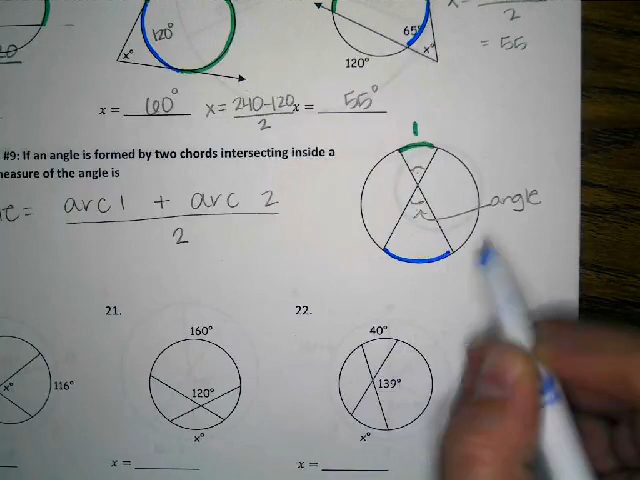 120°
x°
65°
x°
120°
2
= 55
x = 60° x = 240-120 x = 55°
2
#9: If an angle is formed by two chords intersecting inside a
measure of the angle is
1
arc 1 + arc 2
2
x
angle
21.
22.
160°
40°
x°
116°
120°
139°
x°
x°
x =
x =